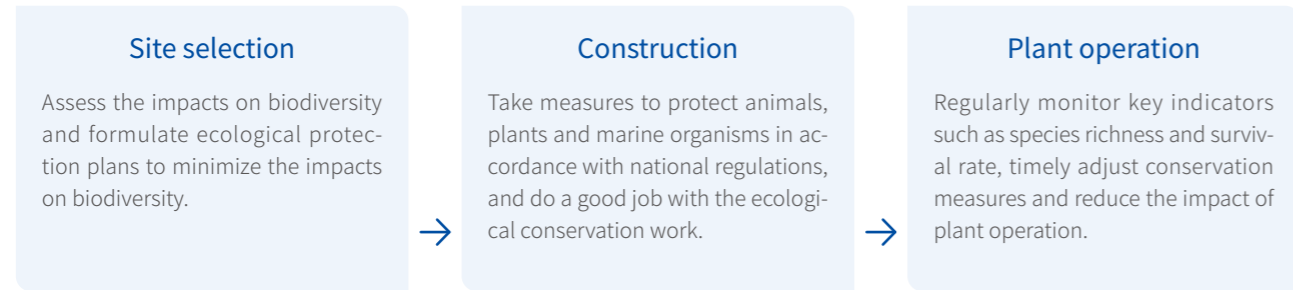 Site selection
Assess the impacts on biodiversity
and formulate ecological protec-
tion plans to minimize the impacts
on biodiversity.
Construction
Take measures to protect animals,
plants and marine organisms in ac-
cordance with national regulations,
and do a good job with the ecologi-
cal conservation work.
Plant operation
Regularly monitor key indicators
such as species richness and surviv-
al rate, timely adjust conservation
measures and reduce the impact of
plant operation.